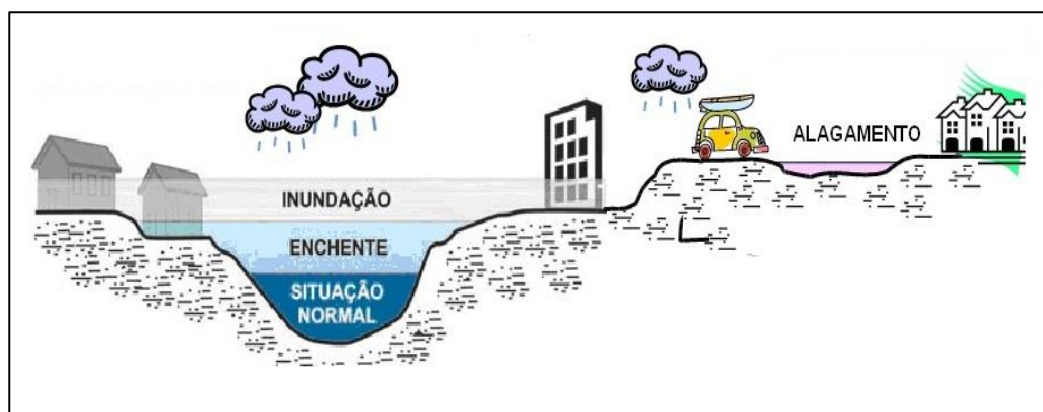 ALAGAMENTO
INUNDAÇÃO
ENCHENTE
SITUAÇÃO
NORMAL